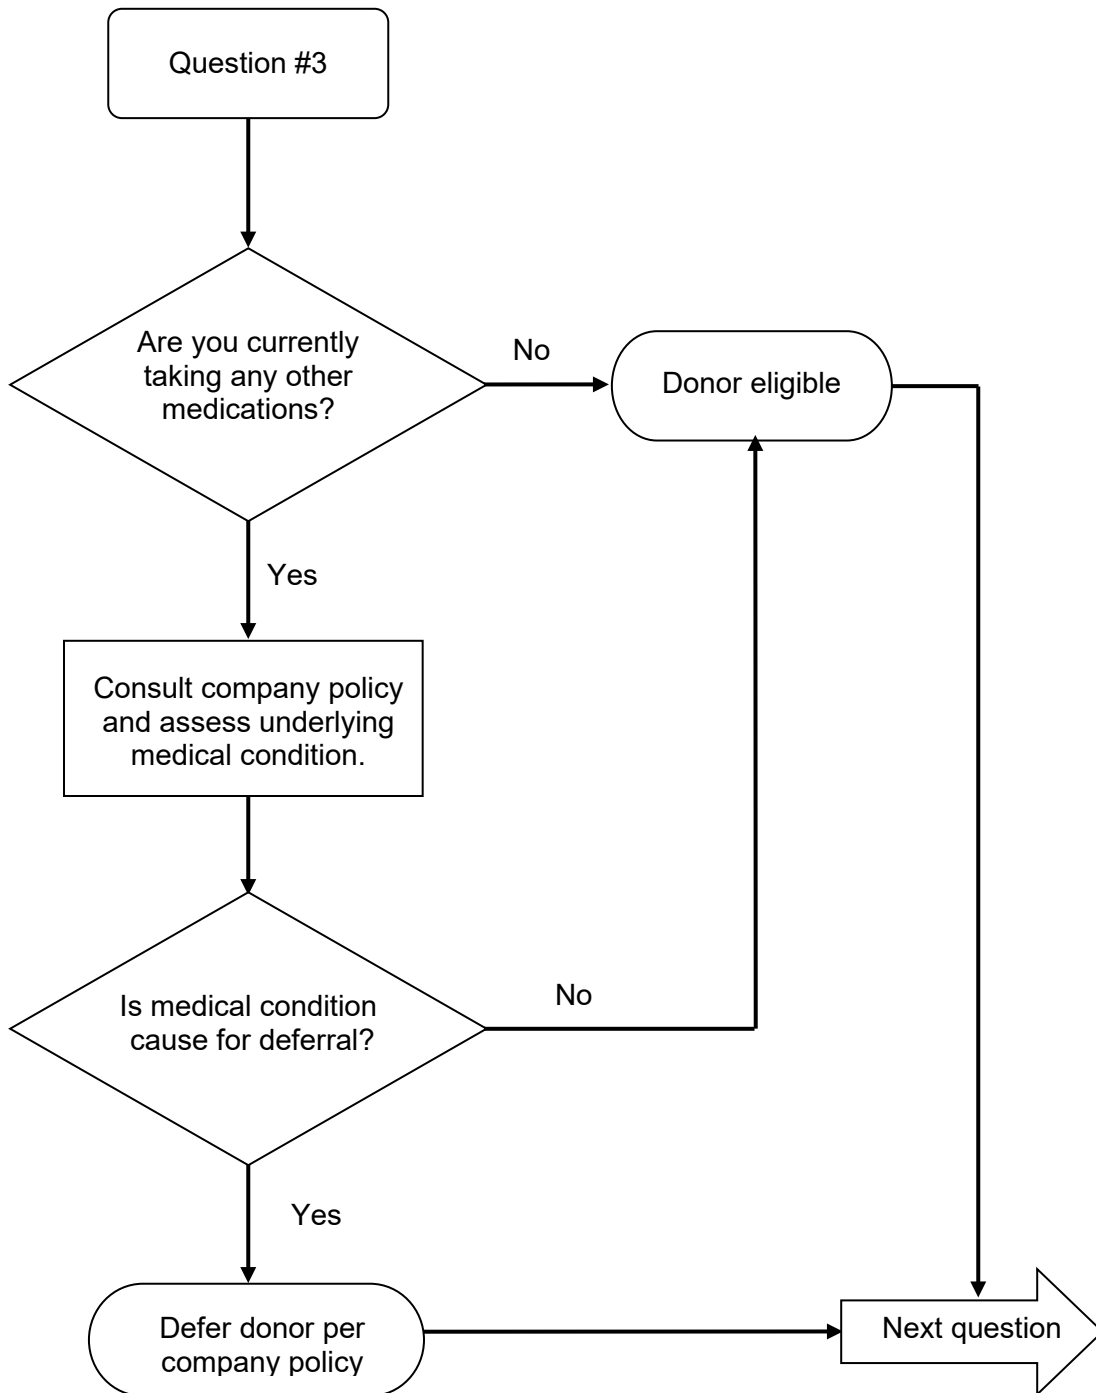 Question #3
Are you currently
taking any other
medications?
No
Donor eligible
Yes
Consult company policy
and assess underlying
medical condition.
Is medical condition
cause for deferral?
No
Yes
Defer donor per
company policy
Next question